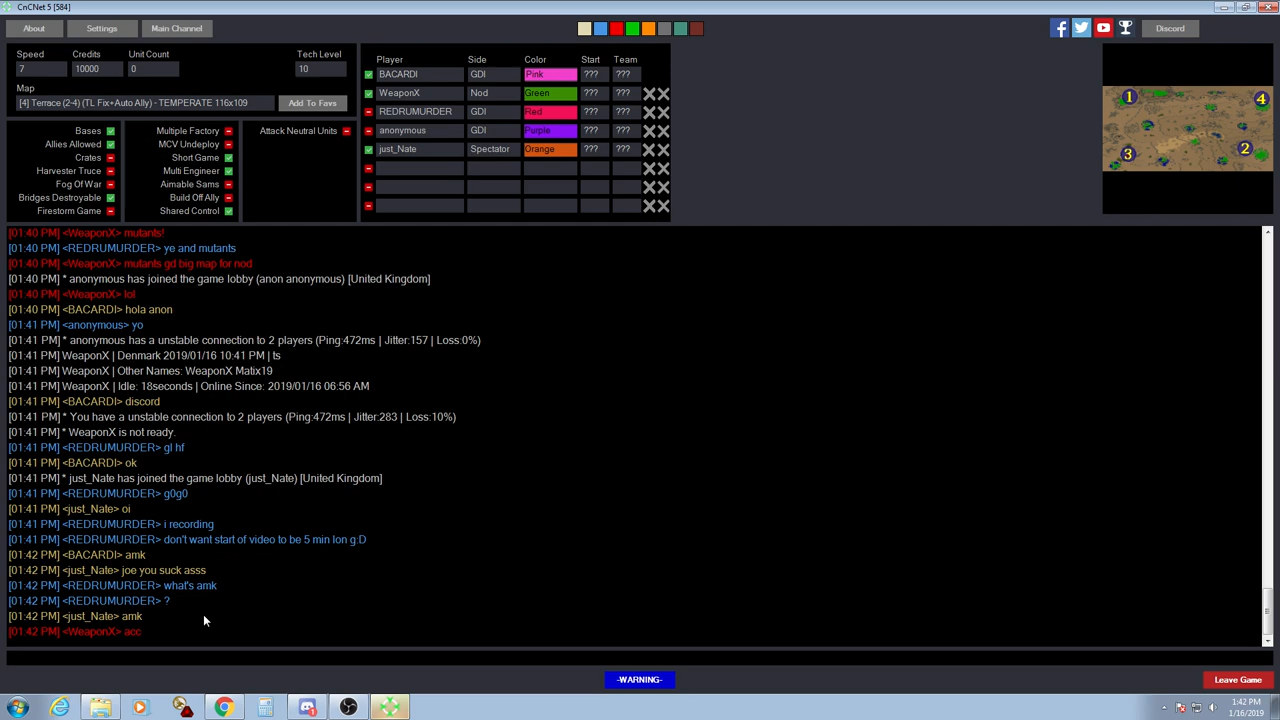 CnCNet 5 [584]
About Settings Main Channel Discord
Speed Credits Unit Count Tech Level
7 10000 0 10
Map
[4] Terrace (2-4) (TL Fix+Auto Ally) - TEMPERATE 116x109 Add To Favs
Player Side Color Start Team
BACARDI GDI Pink ??? ???
WeaponX Nod Green ??? ???
REDRUMURDER GDI Red ??? ???
anonymous GDI Purple ??? ???
just_Nate Spectator Orange ??? ???
1 4
3 2
Bases Multiple Factory Attack Neutral Units
Allies Allowed MCV Undeploy
Crates Short Game
Harvester Truce Multi Engineer
Fog Of War Aimable Sams
Bridges Destroyable Build Off Ally
Firestorm Game Shared Control
[01:40 PM] <WeaponX> mutants!
[01:40 PM] <REDRUMURDER> ye and mutants
[01:40 PM] <WeaponX> mutants gd big map for nod
[01:40 PM] * anonymous has joined the game lobby (anon anonymous) [United Kingdom]
[01:40 PM] <WeaponX> lol
[01:40 PM] <BACARDI> hola anon
[01:41 PM] <anonymous> yo
[01:41 PM] * anonymous has a unstable connection to 2 players (Ping:472ms | Jitter:157 | Loss:0%)
[01:41 PM] WeaponX | Denmark 2019/01/16 10:41 PM | ts
[01:41 PM] WeaponX | Other Names: WeaponX Matix19
[01:41 PM] WeaponX | Idle: 18seconds | Online Since: 2019/01/16 06:56 AM
[01:41 PM] <BACARDI> discord
[01:41 PM] * You have a unstable connection to 2 players (Ping:472ms | Jitter:283 | Loss:10%)
[01:41 PM] * WeaponX is not ready.
[01:41 PM] <REDRUMURDER> gl hf
[01:41 PM] <BACARDI> ok
[01:41 PM] * just_Nate has joined the game lobby (just_Nate) [United Kingdom]
[01:41 PM] <REDRUMURDER> g0g0
[01:41 PM] <just_Nate> oi
[01:41 PM] <REDRUMURDER> i recording
[01:41 PM] <REDRUMURDER> don't want start of video to be 5 min lon g:D
[01:42 PM] <BACARDI> amk
[01:42 PM] <just_Nate> joe you suck asss
[01:42 PM] <REDRUMURDER> what's amk
[01:42 PM] <REDRUMURDER> ?
[01:42 PM] <just_Nate> amk
[01:42 PM] <WeaponX> acc
-WARNING- Leave Game
1:42 PM
1/16/2019